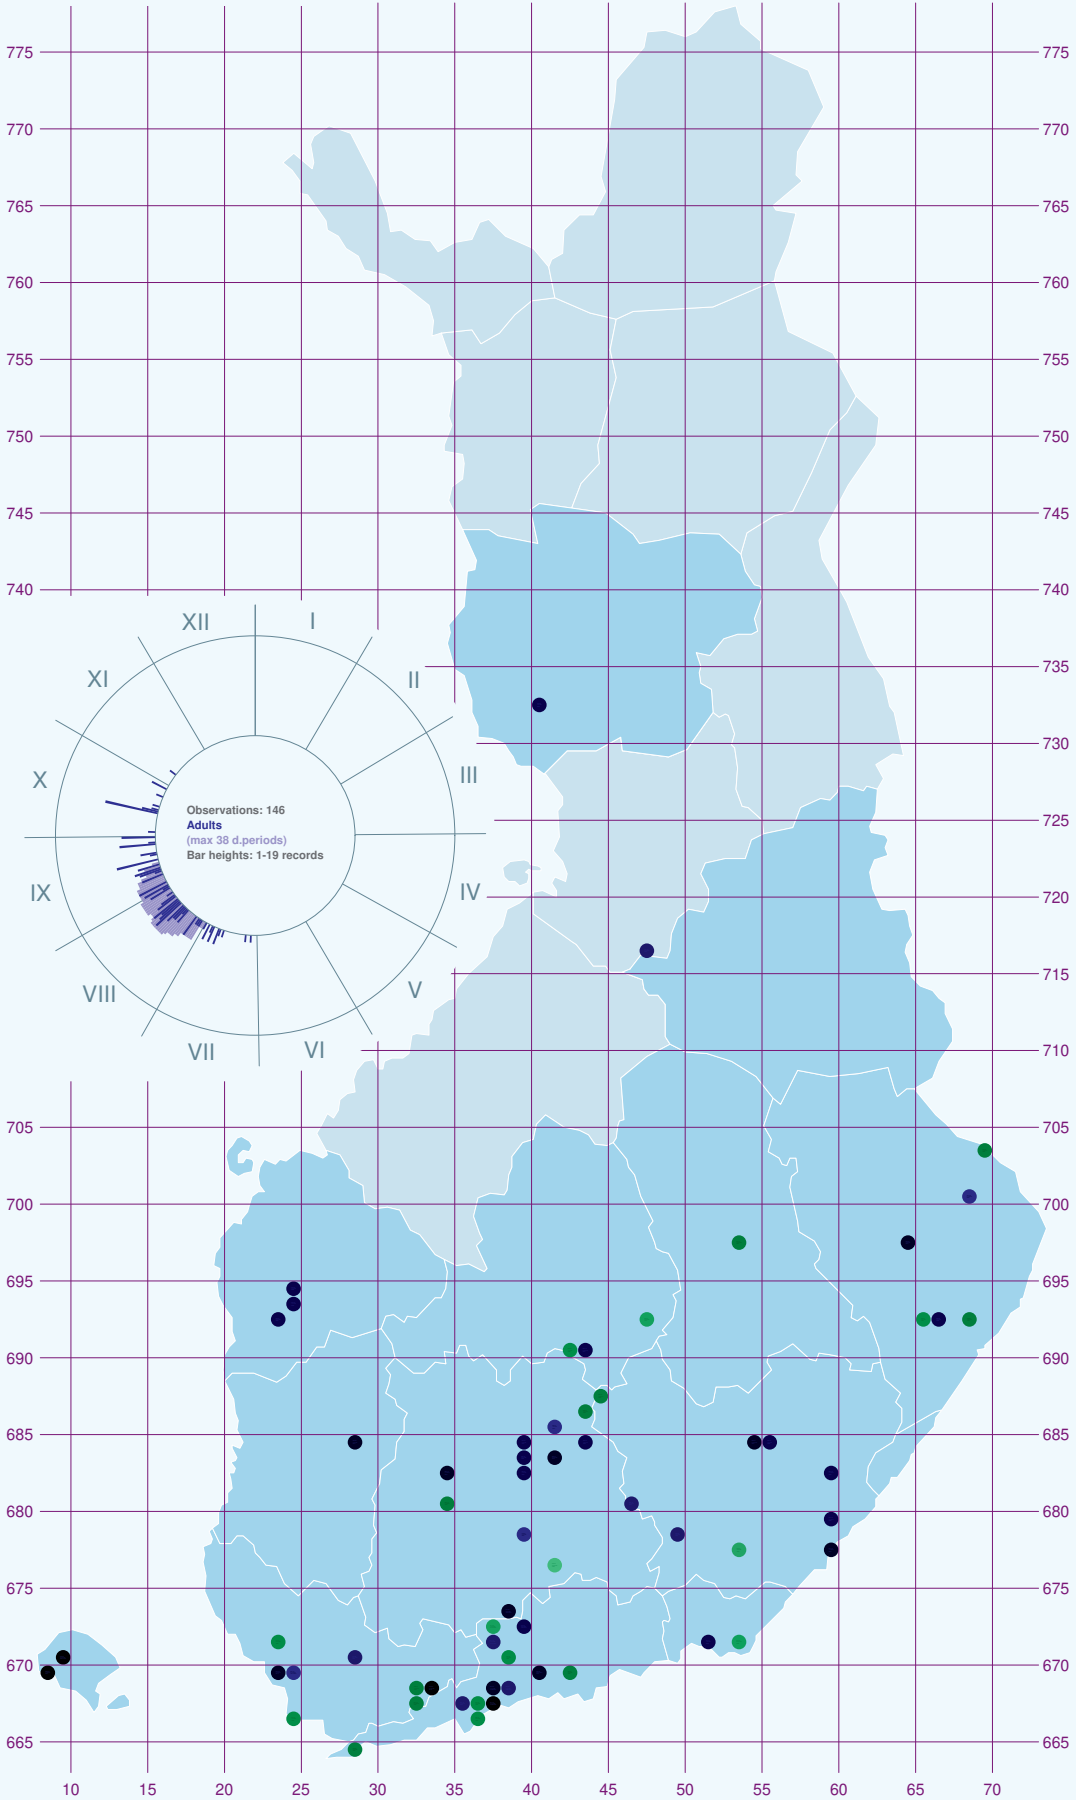 775 775
770 770
765 765
760 760
755 755
750 750
745 745
740 740
XII I
XI II
735
730
X III
Observations: 146
Adults
(max 38 d.periods)
Bar heights: 1-19 records
725
IX IV
720
VIII V
715
VII VI
710
705 705
700 700
695 695
690 690
685 685
680 680
675 675
670 670
665 665
10 15 20 25 30 35 40 45 50 55 60 65 70